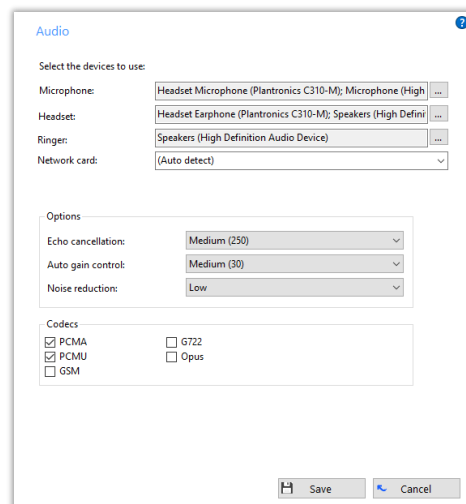 ?
Audio
Select the devices to use:
Microphone: Headset Microphone (Plantronics C310-M); Microphone (High ...
Headset: Headset Earphone (Plantronics C310-M); Speakers (High Defini ...
Ringer: Speakers (High Definition Audio Device) ...
Network card: (Auto detect)
Options
Echo cancellation: Medium (250)
Auto gain control: Medium (30)
Noise reduction: Low
Codecs
PCMA G722
PCMU Opus
GSM
Save Cancel